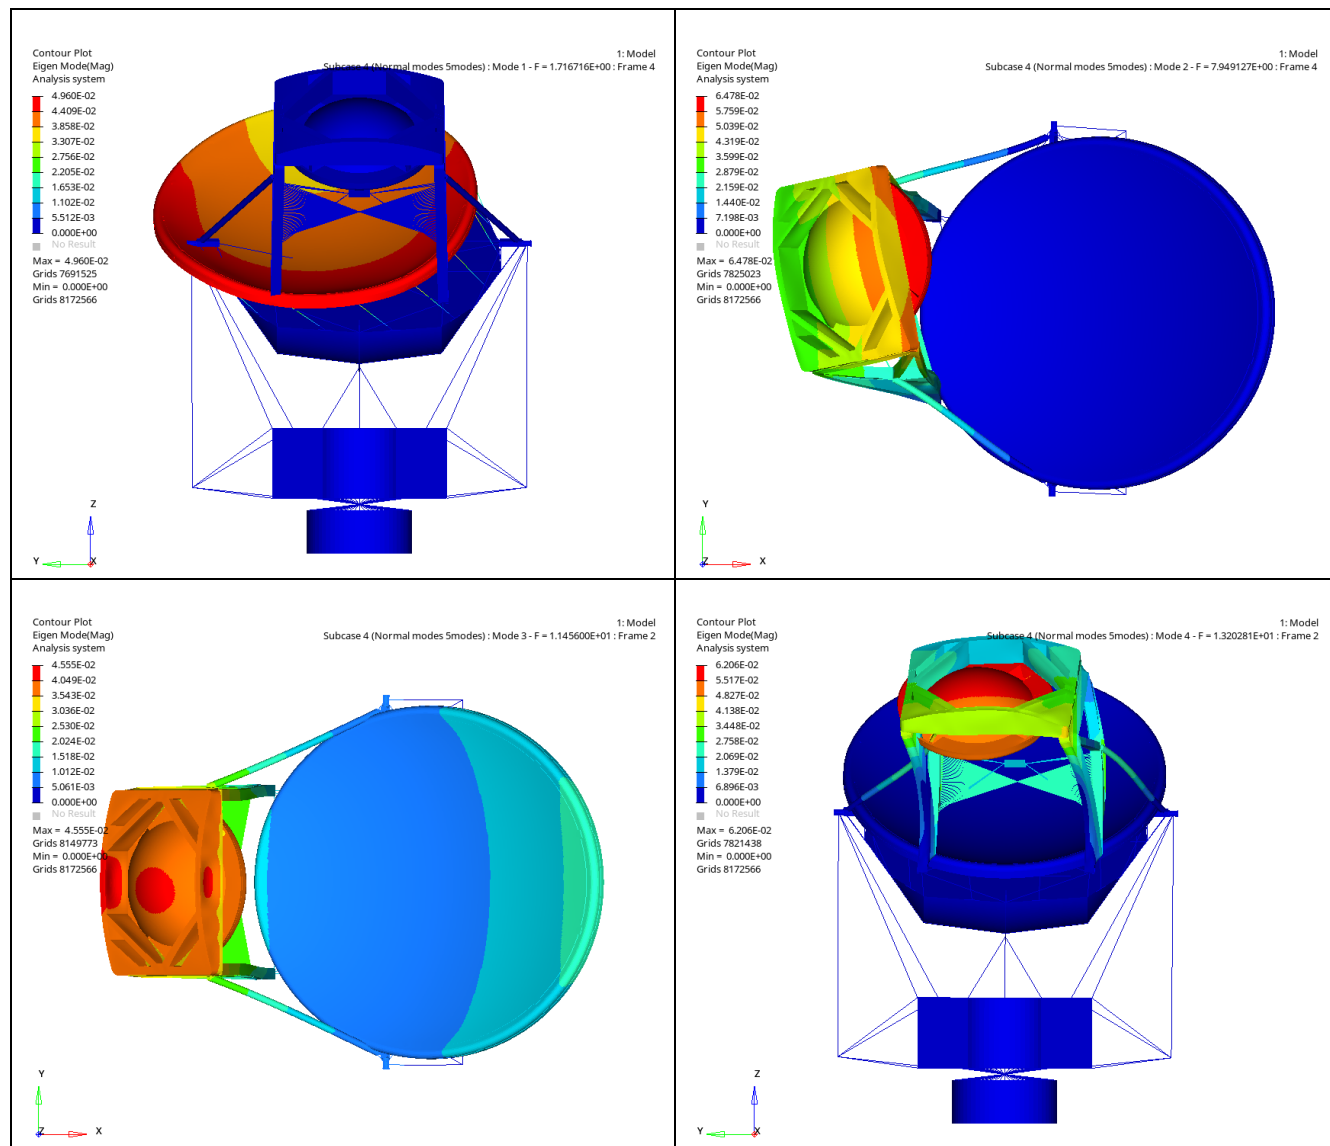 Contour Plot
Eigen Mode(Mag)
Analysis system
4.960E-02
4.409E-02
3.858E-02
3.307E-02
2.756E-02
2.205E-02
1.653E-02
1.102E-02
5.512E-03
0.000E+00
No Result
Max = 4.960E-02
Grids 7691525
Min = 0.000E+00
Grids 8172566
1: Model
Subcase 4 (Normal modes 5modes) : Mode 1 - F = 1.716716E+00 : Frame 4
Z
Y
X
Contour Plot
Eigen Mode(Mag)
Analysis system
6.478E-02
5.759E-02
5.039E-02
4.319E-02
3.599E-02
2.879E-02
2.159E-02
1.440E-02
7.198E-03
0.000E+00
No Result
Max = 6.478E-02
Grids 7825023
Min = 0.000E+00
Grids 8172566
1: Model
Subcase 4 (Normal modes 5modes) : Mode 2 - F = 7.949127E+00 : Frame 4
Y
Z
X
Contour Plot
Eigen Mode(Mag)
Analysis system
4.555E-02
4.049E-02
3.543E-02
3.036E-02
2.530E-02
2.024E-02
1.518E-02
1.012E-02
5.061E-03
0.000E+00
No Result
Max = 4.555E-02
Grids 8149773
Min = 0.000E+00
Grids 8172566
1: Model
Subcase 4 (Normal modes 5modes) : Mode 3 - F = 1.145600E+01 : Frame 2
Y
Z
X
Contour Plot
Eigen Mode(Mag)
Analysis system
6.206E-02
5.517E-02
4.827E-02
4.138E-02
3.448E-02
2.758E-02
2.069E-02
1.379E-02
6.896E-03
0.000E+00
No Result
Max = 6.206E-02
Grids 7821438
Min = 0.000E+00
Grids 8172566
1: Model
Subcase 4 (Normal modes 5modes) : Mode 4 - F = 1.320281E+01 : Frame 2
Z
Y
X